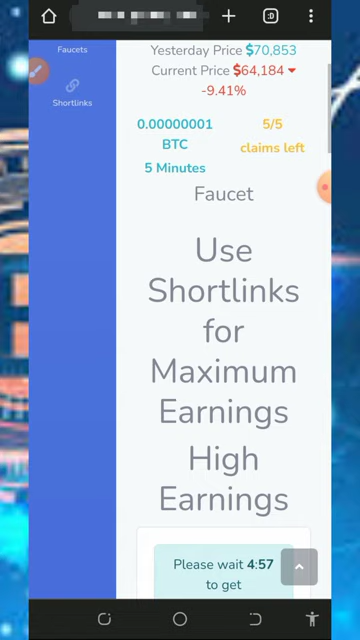 :D
Faucets
Shortlinks
Yesterday Price $70,853
Current Price $64,184
-9.41%
0.00000001
BTC
5 Minutes
5/5
claims left
Faucet
Use
Shortlinks
for
Maximum
Earnings
High
Earnings
Please wait 4:57
to get